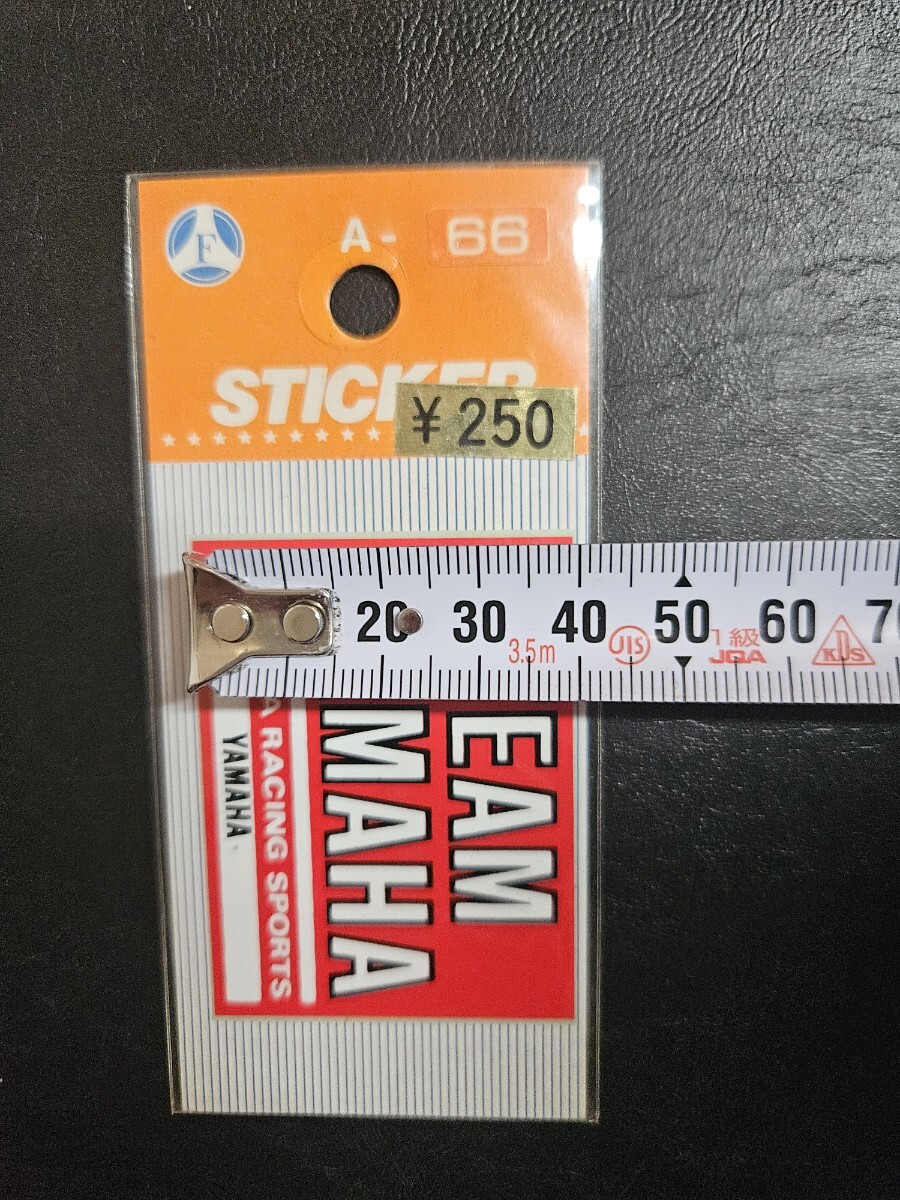 F
A- 66
STICKER
¥250
20 30 40 50 60 70
3.5m JIS 1級 JQA KDS
EAM
MAHA
A RACING SPORTS
YAMAHA